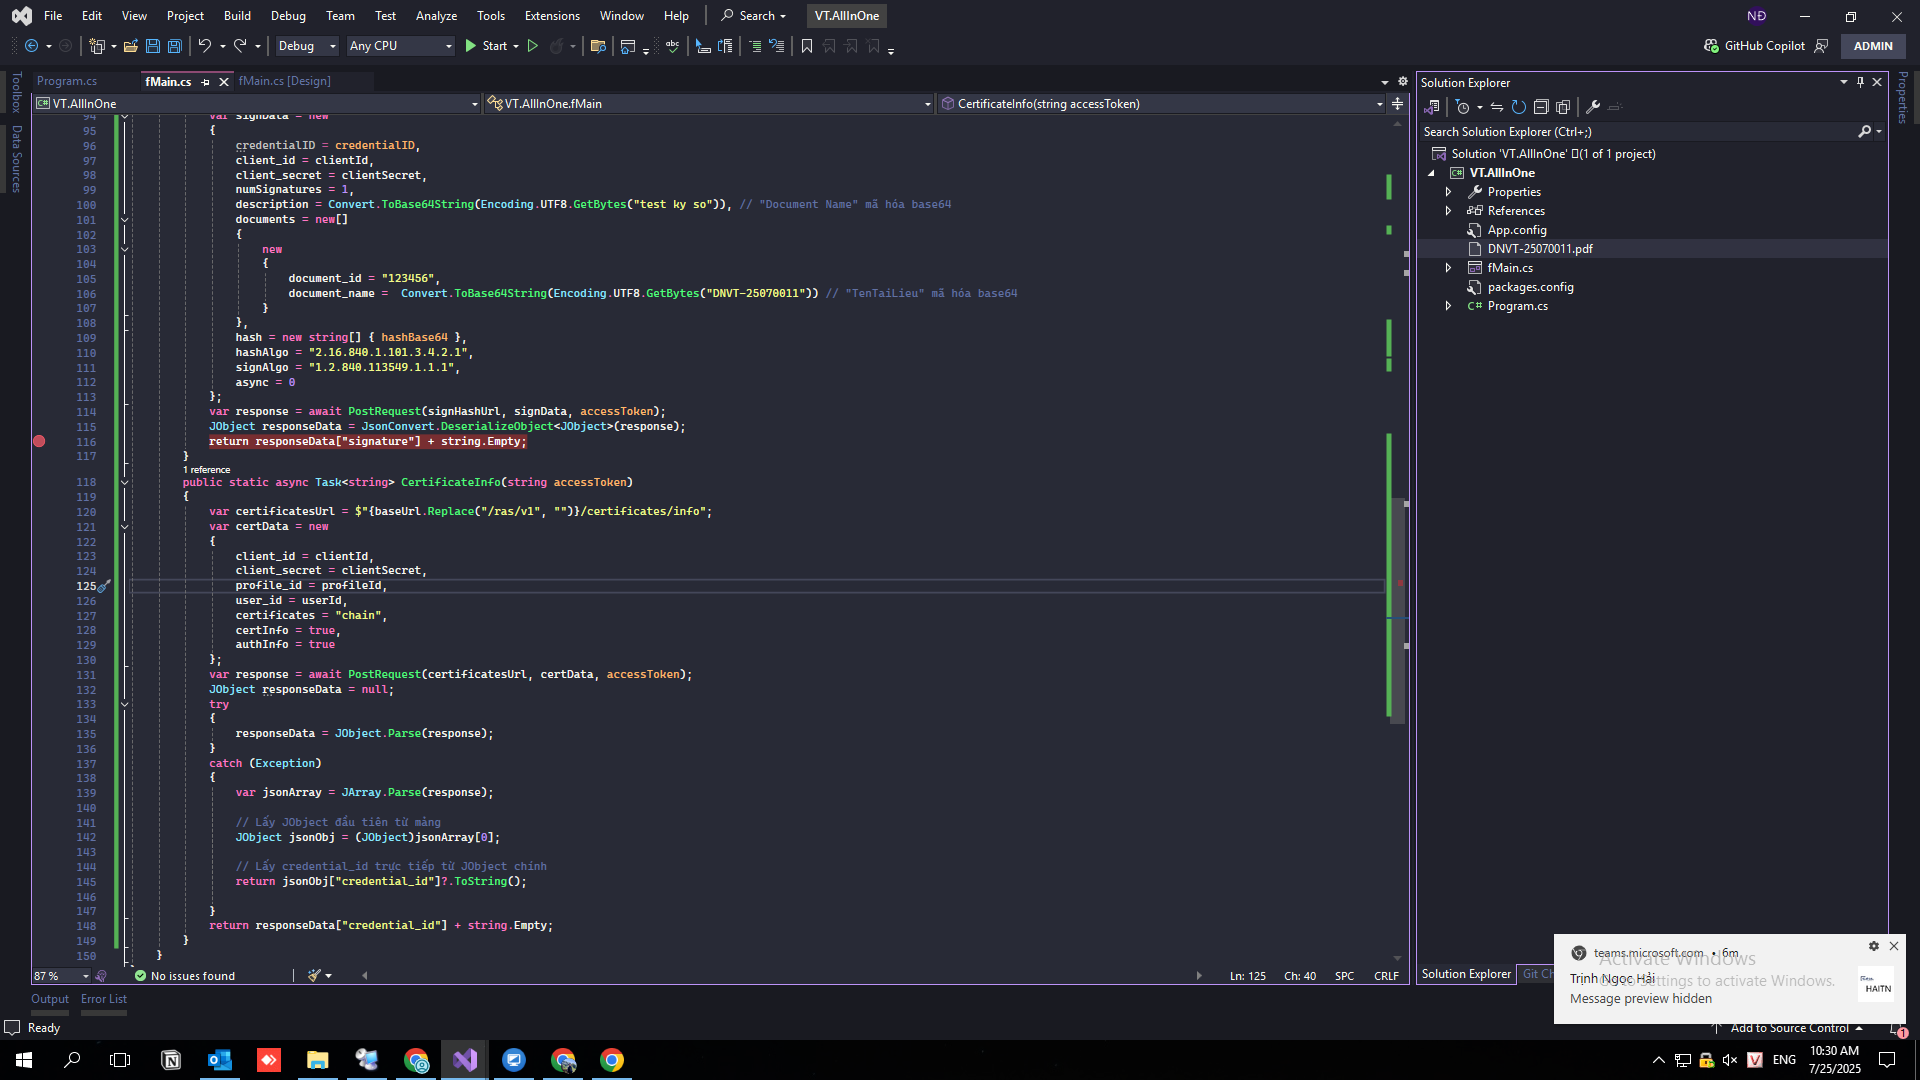 File Edit View Project Build Debug Team Test Analyze Tools Extensions Window Help Search VT.AllInOne NĐ
Debug Any CPU Start GitHub Copilot ADMIN
Toolbox
Data Sources
Program.cs fMain.cs fMain.cs [Design]
VT.AllInOne VT.AllInOne.fMain CertificateInfo(string accessToken)
94 var signData = new
95 {
96 credentialID = credentialID,
97 client_id = clientId,
98 client_secret = clientSecret,
99 numSignatures = 1,
100 description = Convert.ToBase64String(Encoding.UTF8.GetBytes("test ky so")), // "Document Name" mã hóa base64
101 documents = new[]
102 {
103 new
104 {
105 document_id = "123456",
106 document_name = Convert.ToBase64String(Encoding.UTF8.GetBytes("DNVT-25070011")) // "TenTaiLieu" mã hóa base64
107 }
108 },
109 hash = new string[] { hashBase64 },
110 hashAlgo = "2.16.840.1.101.3.4.2.1",
111 signAlgo = "1.2.840.113549.1.1.1",
112 async = 0
113 };
114 var response = await PostRequest(signHashUrl, signData, accessToken);
115 JObject responseData = JsonConvert.DeserializeObject<JObject>(response);
116 return responseData["signature"] + string.Empty;
117 }
1 reference
118 public static async Task<string> CertificateInfo(string accessToken)
119 {
120 var certificatesUrl = $"{baseUrl.Replace("/ras/v1", "")}/certificates/info";
121 var certData = new
122 {
123 client_id = clientId,
124 client_secret = clientSecret,
125 profile_id = profileId,
126 user_id = userId,
127 certificates = "chain",
128 certInfo = true,
129 authInfo = true
130 };
131 var response = await PostRequest(certificatesUrl, certData, accessToken);
132 JObject responseData = null;
133 try
134 {
135 responseData = JObject.Parse(response);
136 }
137 catch (Exception)
138 {
139 var jsonArray = JArray.Parse(response);
140
141 // Lấy JObject đầu tiên từ mảng
142 JObject jsonObj = (JObject)jsonArray[0];
143
144 // Lấy credential_id trực tiếp từ JObject chính
145 return jsonObj["credential_id"]?.ToString();
146
147 }
148 return responseData["credential_id"] + string.Empty;
149 }
150 }
87 % No issues found Ln: 125 Ch: 40 SPC CRLF
Output Error List
Ready
Solution Explorer
Search Solution Explorer (Ctrl+;)
Solution 'VT.AllInOne' (1 of 1 project)
VT.AllInOne
Properties
References
App.config
DNVT-25070011.pdf
fMain.cs
packages.config
Program.cs
Solution Explorer Git Ch
Properties
teams.microsoft.com • 6m
Activate Windows
Trịnh Ngọc Hải
Go to Settings to activate Windows.
Message preview hidden
HAITN
Add to Source Control
1
ENG
10:30 AM
7/25/2025